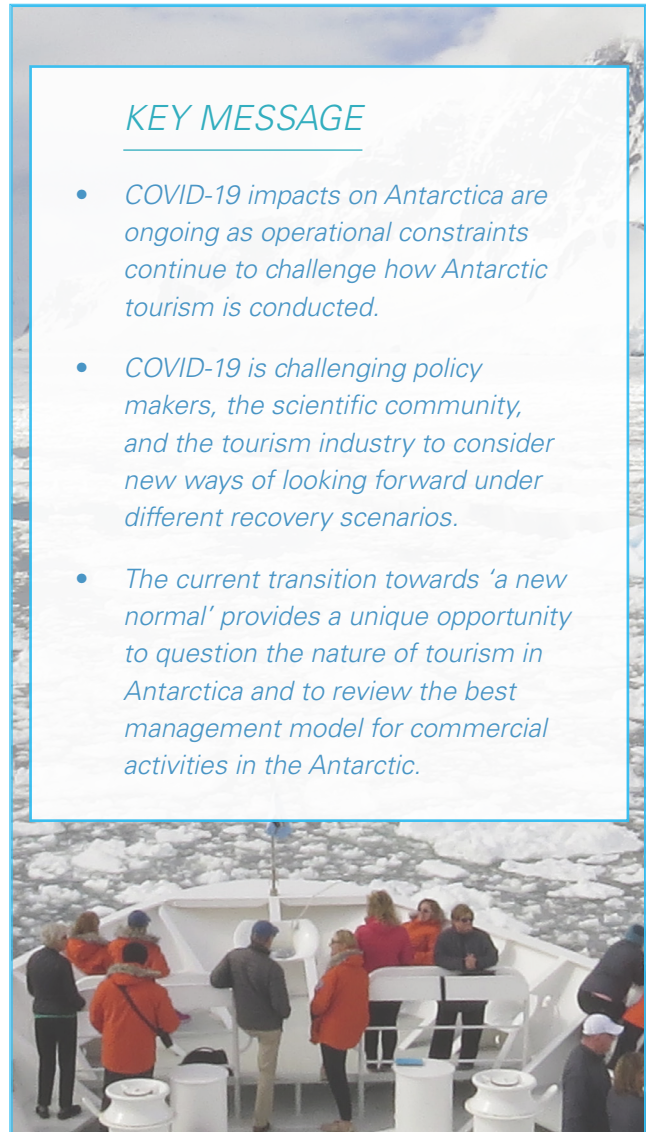 KEY MESSAGE
• COVID-19 impacts on Antarctica are
ongoing as operational constraints
continue to challenge how Antarctic
tourism is conducted.
• COVID-19 is challenging policy
makers, the scientific community,
and the tourism industry to consider
new ways of looking forward under
different recovery scenarios.
• The current transition towards ‘a new
normal’ provides a unique opportunity
to question the nature of tourism in
Antarctica and to review the best
management model for commercial
activities in the Antarctic.